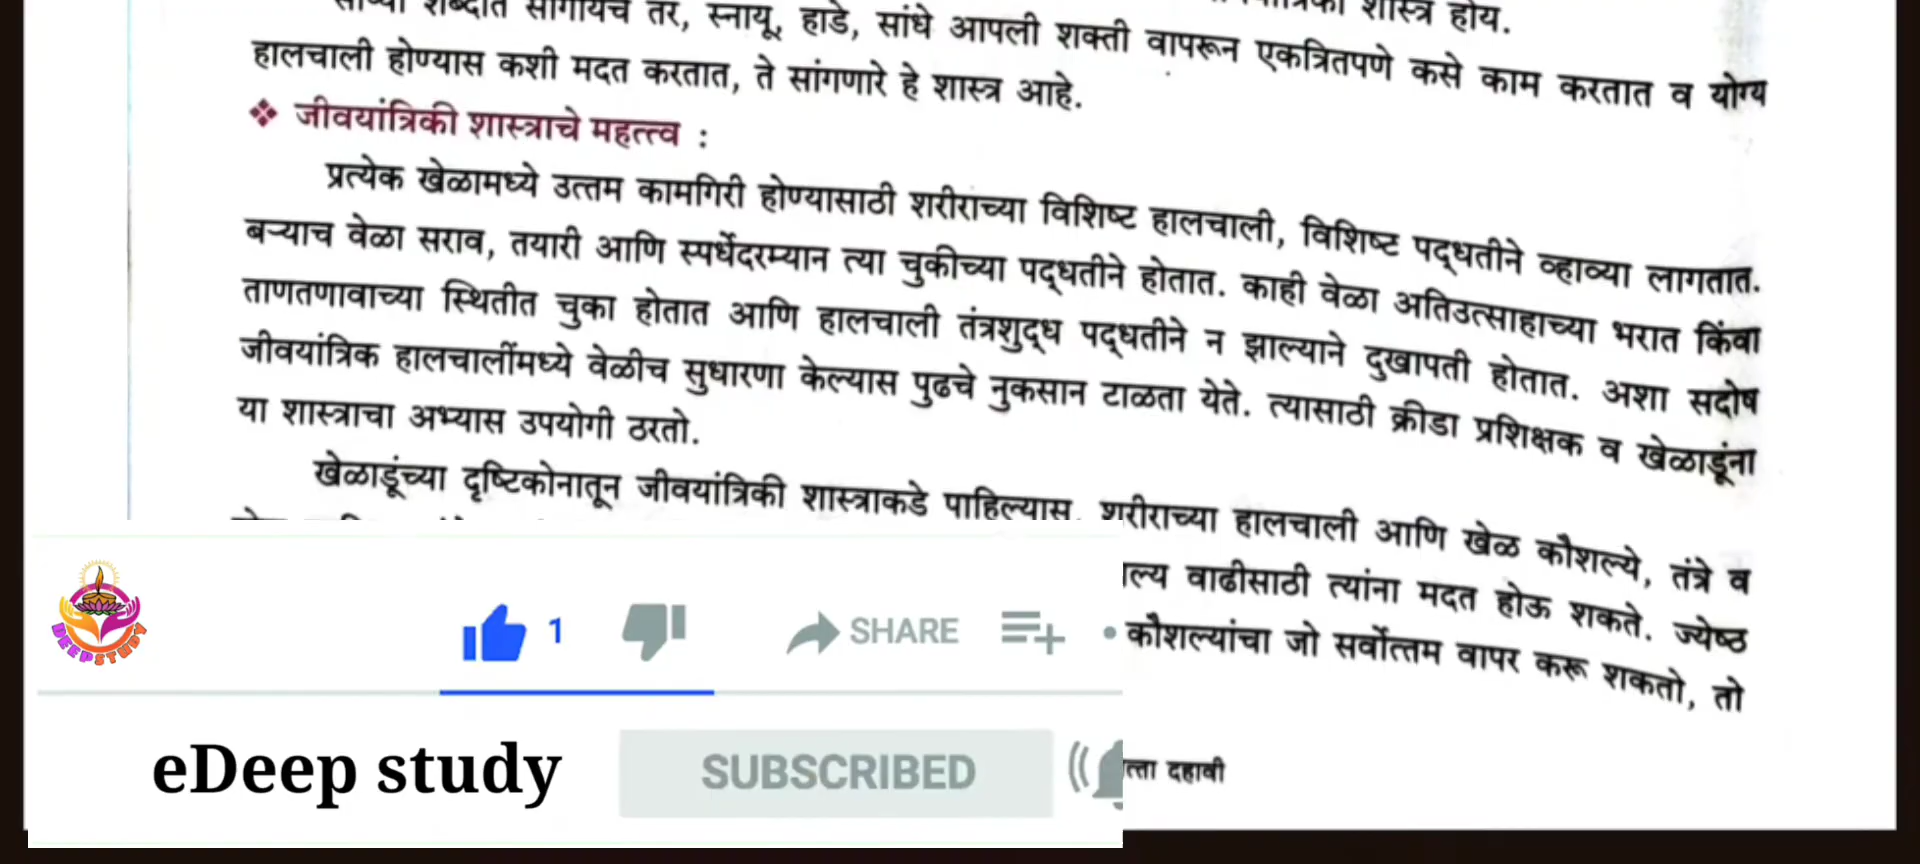 शब्दात सांगायचे तर, स्नायू, हाडे, सांधे आपली शक्ती वापरून एकत्रितपणे कसे काम करतात व योग्य
शास्त्र होय.
हालचाली होण्यास कशी मदत करतात, ते सांगणारे हे शास्त्र आहे.
❖ जीवयांत्रिकी शास्त्राचे महत्त्व :
प्रत्येक खेळामध्ये उत्तम कामगिरी होण्यासाठी शरीराच्या विशिष्ट हालचाली, विशिष्ट पद्धतीने व्हाव्या लागतात.
बऱ्याच वेळा सराव, तयारी आणि स्पर्धेदरम्यान त्या चुकीच्या पद्धतीने होतात. काही वेळा अतिउत्साहाच्या भरात किंवा
ताणतणावाच्या स्थितीत चुका होतात आणि हालचाली तंत्रशुद्ध पद्धतीने न झाल्याने दुखापती होतात. अशा सदोष
जीवयांत्रिक हालचालींमध्ये वेळीच सुधारणा केल्यास पुढचे नुकसान टाळता येते. त्यासाठी क्रीडा प्रशिक्षक व खेळाडूंना
या शास्त्राचा अभ्यास उपयोगी ठरतो.
खेळाडूंच्या दृष्टिकोनातून जीवयांत्रिकी शास्त्राकडे पाहिल्यास, शरीराच्या हालचाली आणि खेळ कौशल्ये, तंत्रे व
वाढीसाठी त्यांना मदत होऊ शकते. ज्येष्ठ
कौशल्यांचा जो सर्वोत्तम वापर करू शकतो, तो
दहावी
DEEPSTUDY
1
SHARE
eDeep study
SUBSCRIBED